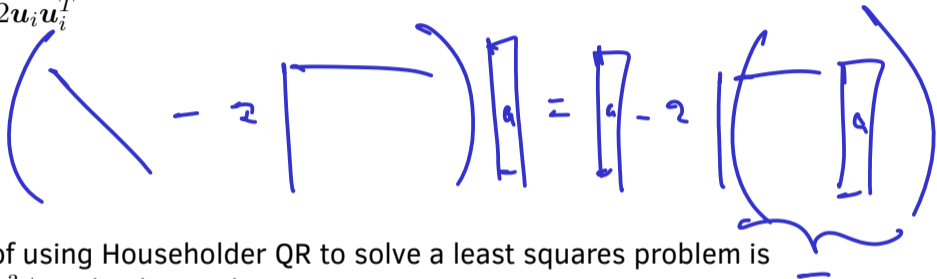 2uᵢuᵢᵀ
- 2 a = a - 2 a
of using Householder QR to solve a least squares problem is